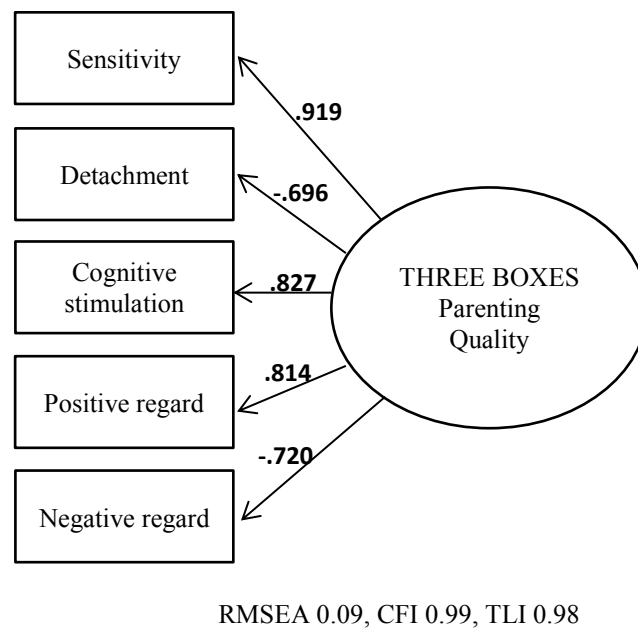 Sensitivity
.919
Detachment
-.696
Cognitive
stimulation
.827
THREE BOXES
Parenting
Quality
Positive regard
.814
Negative regard
-.720
RMSEA 0.09, CFI 0.99, TLI 0.98